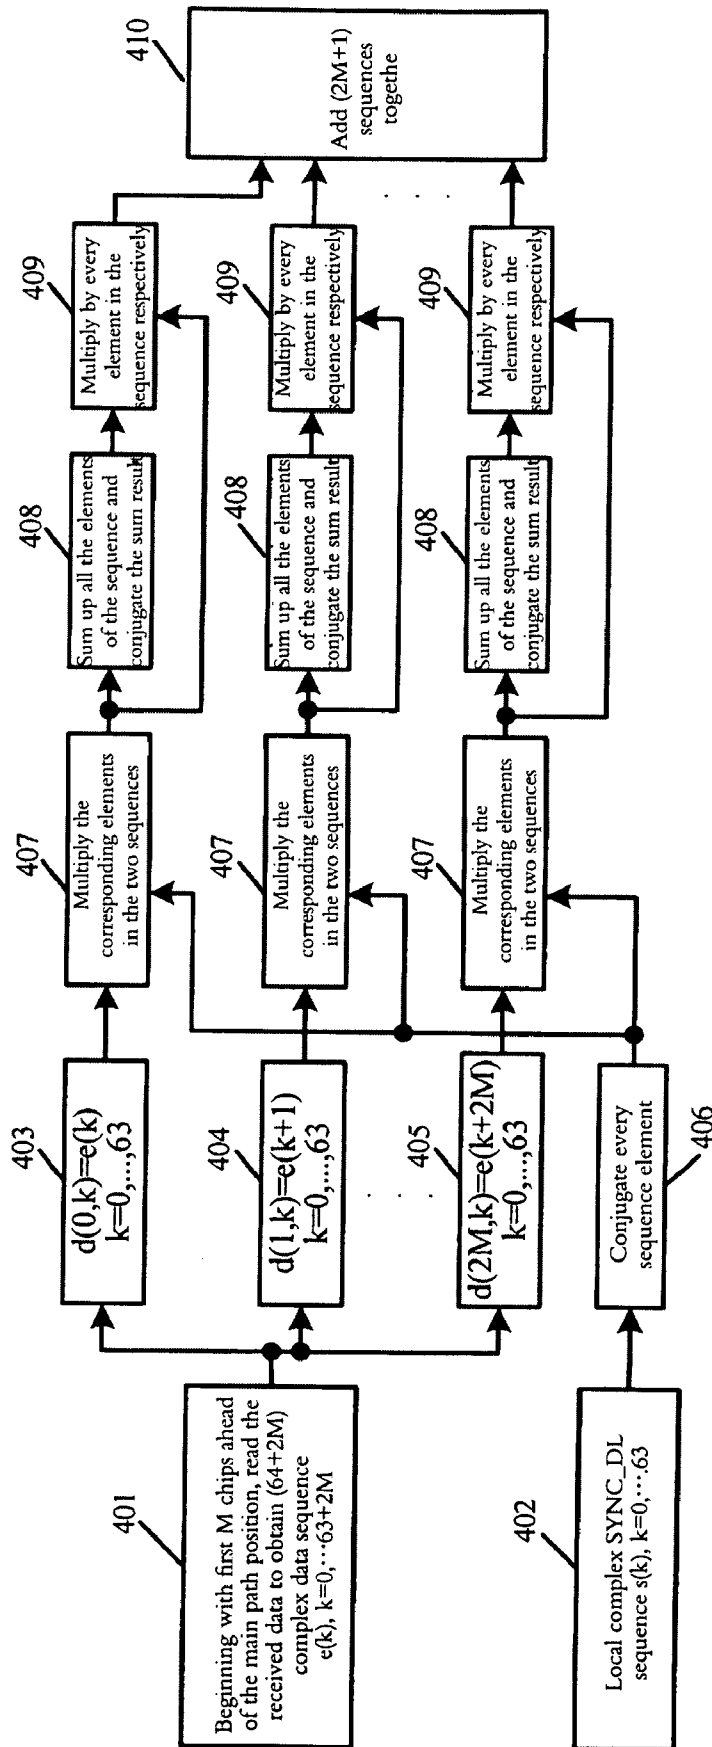 401
Beginning with first M chips ahead
of the main path position, read the
received data to obtain (64+2M)
complex data sequence
e(k), k=0,···63+2M
402
Local complex SYNC_DL
sequence s(k), k=0,···,63
403
d(0,k)=e(k)
k=0,...,63
404
d(1,k)=e(k+1)
k=0,...,63
. . . .
405
d(2M,k)=e(k+2M)
k=0,...,63
Conjugate every
sequence element
406
407
Multiply the
corresponding elements
in the two sequences
407
Multiply the
corresponding elements
in the two sequences
407
Multiply the
corresponding elements
in the two sequences
408
Sum up all the elements
of the sequence and
conjugate the sum result
408
Sum up all the elements
of the sequence and
conjugate the sum result
408
Sum up all the elements
of the sequence and
conjugate the sum result
409
Multiply by every
element in the
sequence respectively
409
Multiply by every
element in the
sequence respectively
409
Multiply by every
element in the
sequence respectively
. . . .
410
Add (2M+1)
sequences
togethe